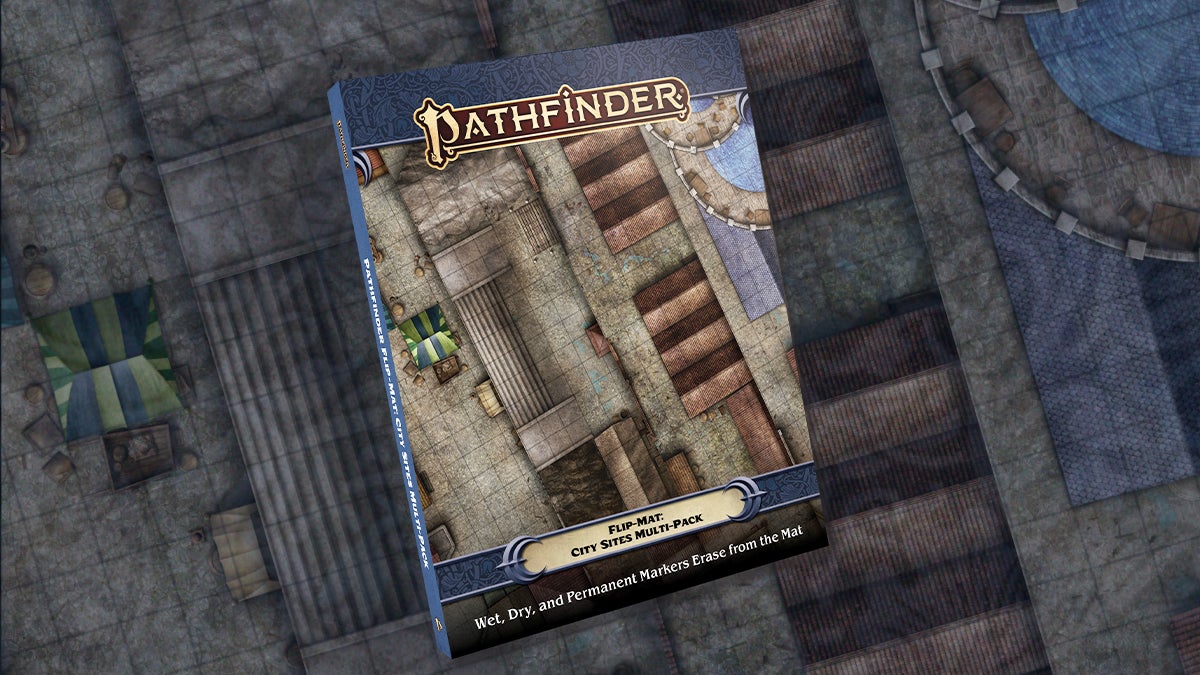 PATHFINDER
FLIP-MAT:
CITY SITES MULTI-PACK
Wet, Dry, and Permanent Markers Erase from the Mat
PATHFINDER
PATHFINDER FLIP-MAT: CITY SITES MULTI-PACK